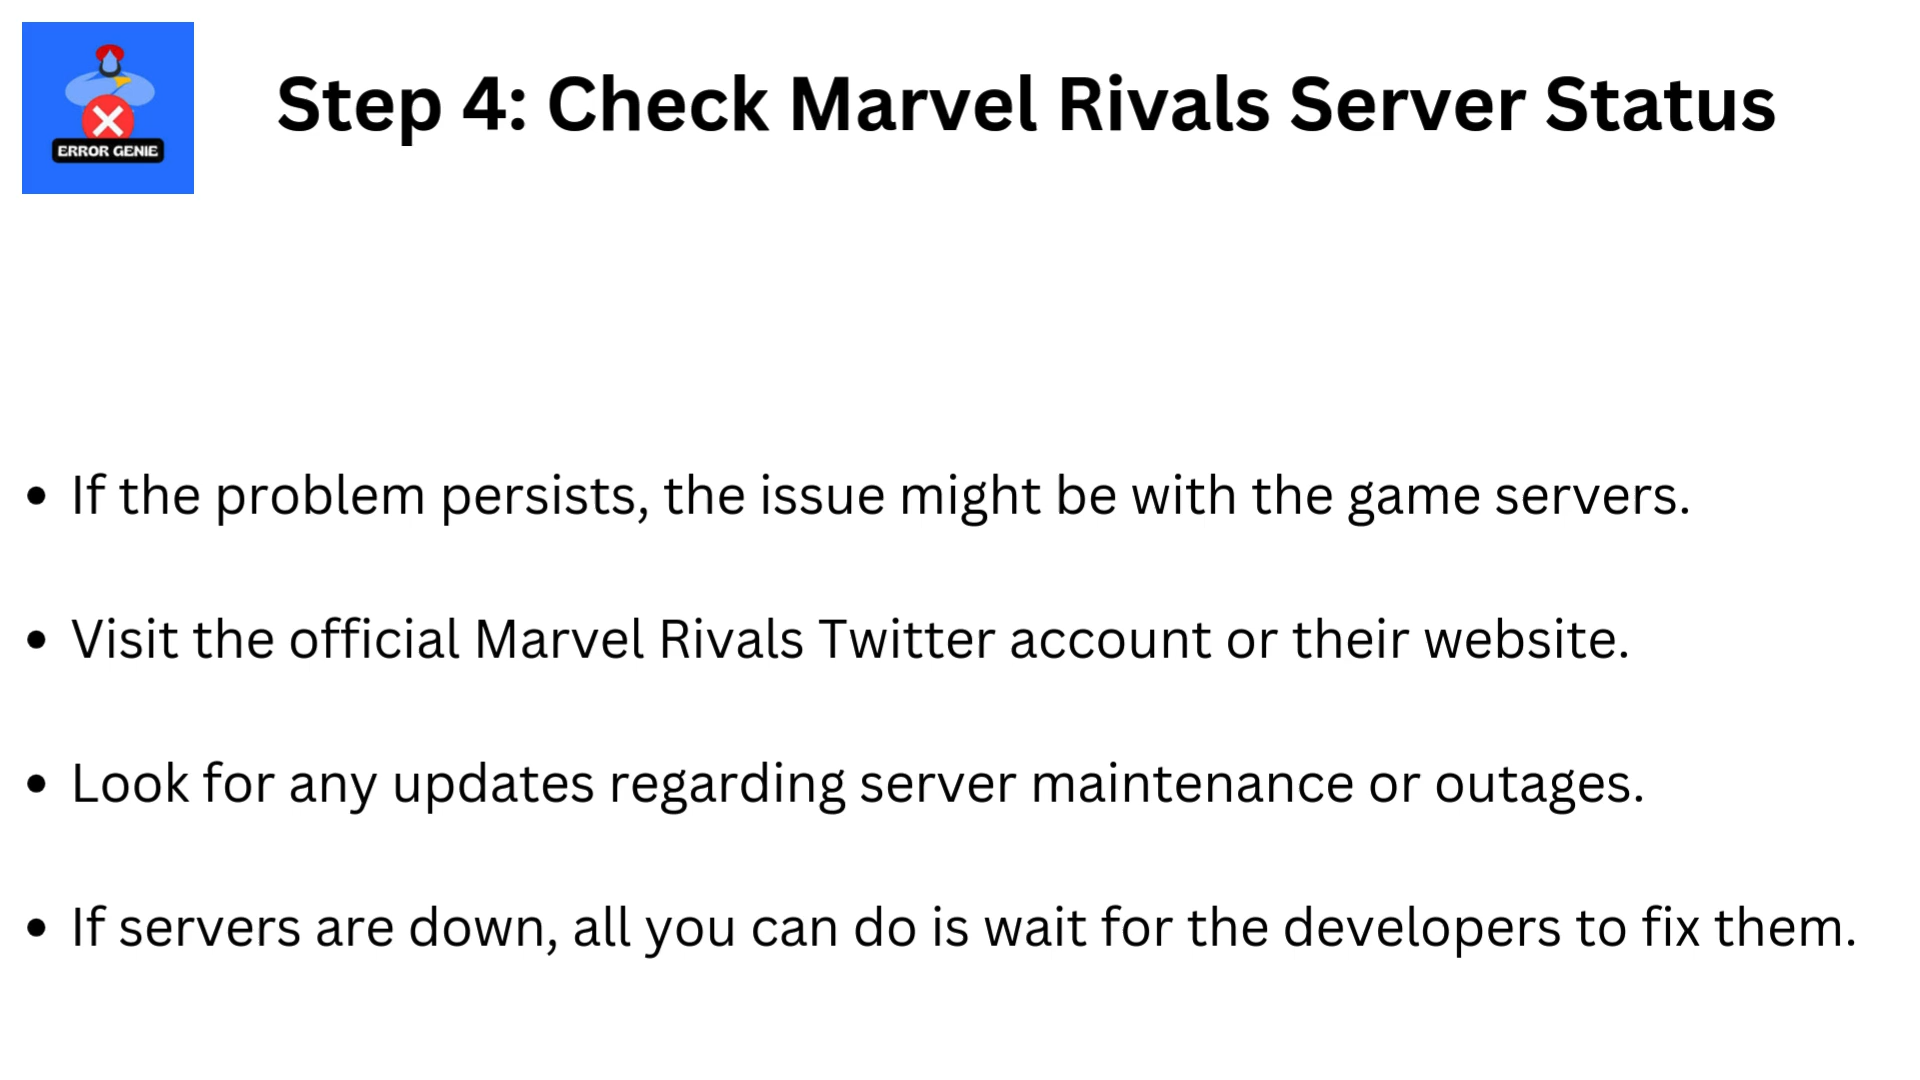 ERROR GENIE
Step 4: Check Marvel Rivals Server Status
• If the problem persists, the issue might be with the game servers.
• Visit the official Marvel Rivals Twitter account or their website.
• Look for any updates regarding server maintenance or outages.
• If servers are down, all you can do is wait for the developers to fix them.